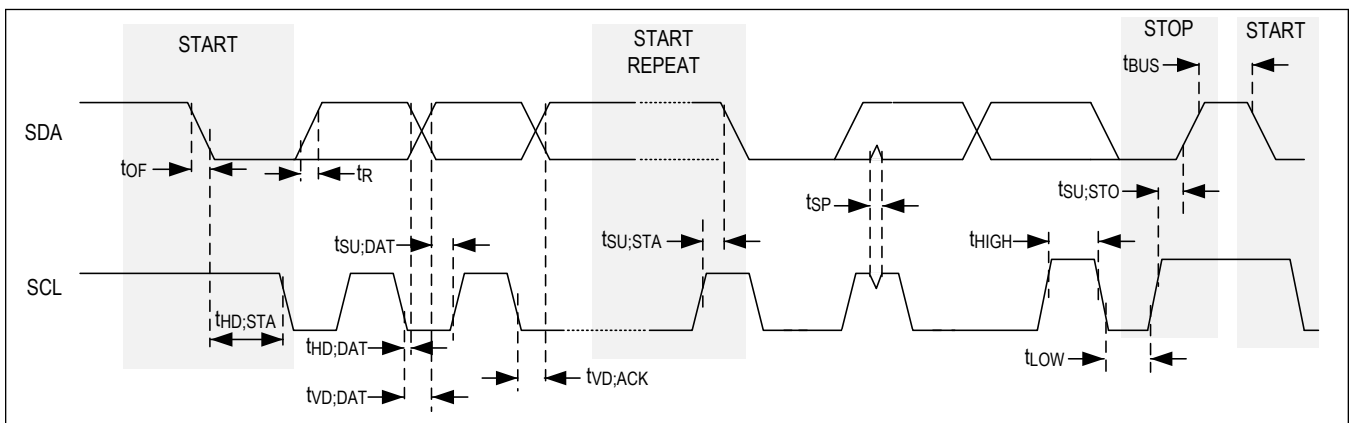 START
START
REPEAT
STOP
START
tBUS
SDA
tOF
tR
tSP
tSU;STO
tSU;DAT
tSU;STA
tHIGH
SCL
tHD;STA
tHD;DAT
tLOW
tVD;DAT
tVD;ACK